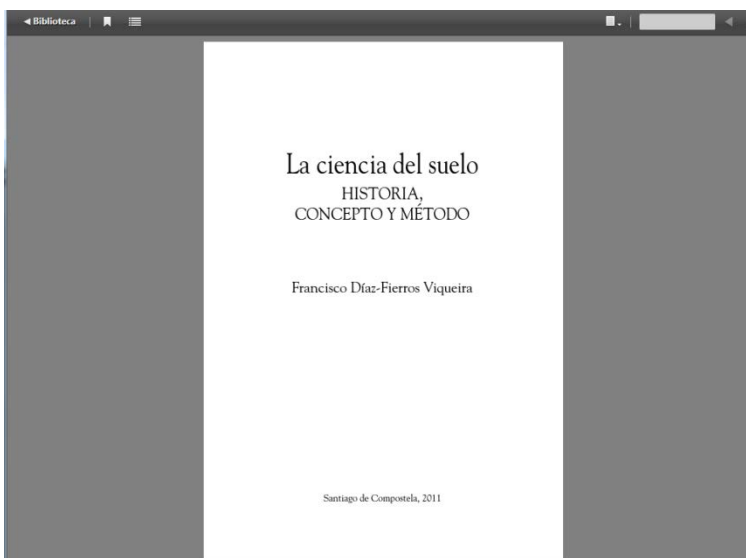 Biblioteca
La ciencia del suelo
HISTORIA,
CONCEPTO Y MÉTODO
Francisco Díaz-Fierros Viqueira
Santiago de Compostela, 2011